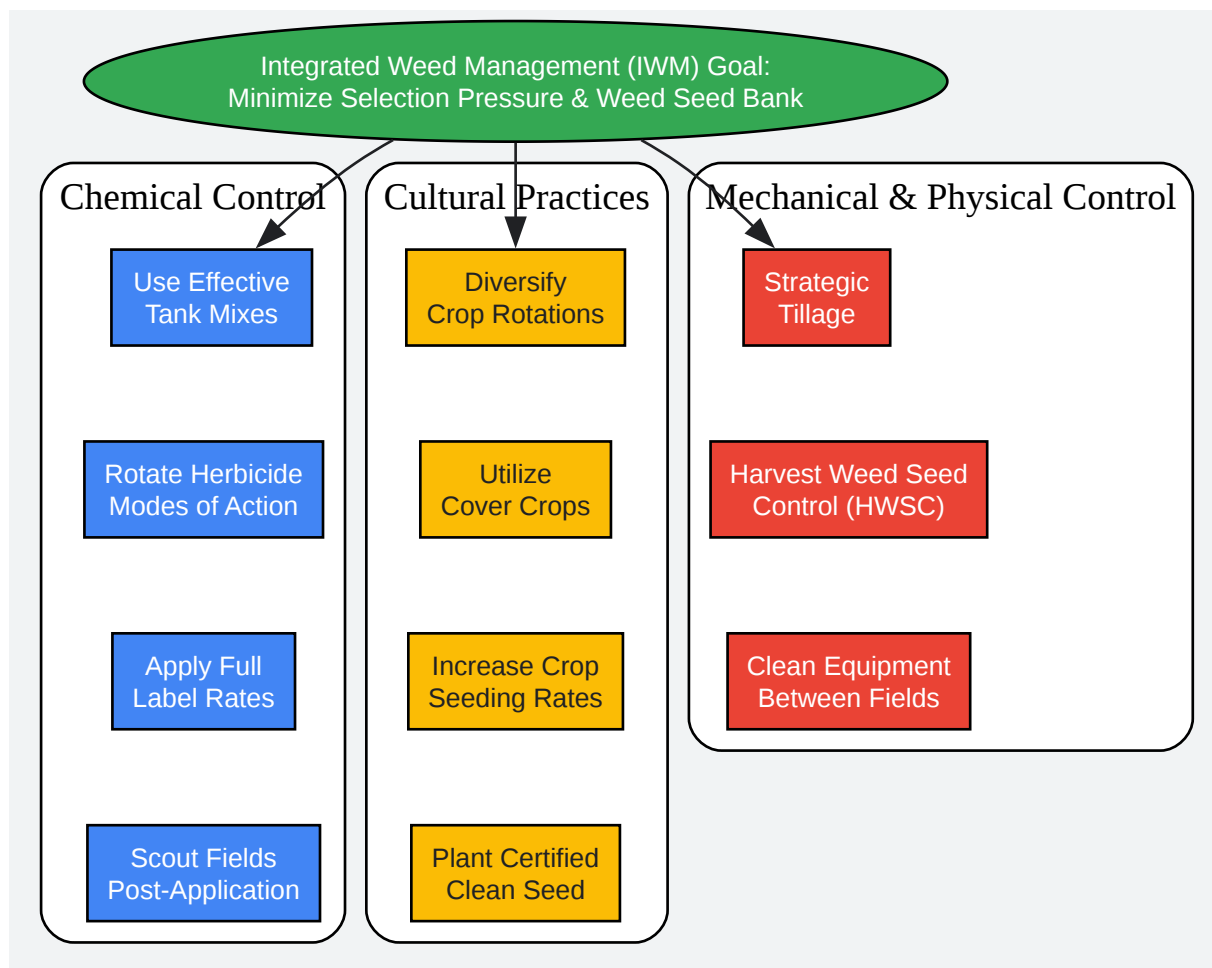 Integrated Weed Management (IWM) Goal:
Minimize Selection Pressure & Weed Seed Bank
Chemical Control
Use Effective
Tank Mixes
Rotate Herbicide
Modes of Action
Apply Full
Label Rates
Scout Fields
Post-Application
Cultural Practices
Diversify
Crop Rotations
Utilize
Cover Crops
Increase Crop
Seeding Rates
Plant Certified
Clean Seed
Mechanical & Physical Control
Strategic
Tillage
Harvest Weed Seed
Control (HWSC)
Clean Equipment
Between Fields